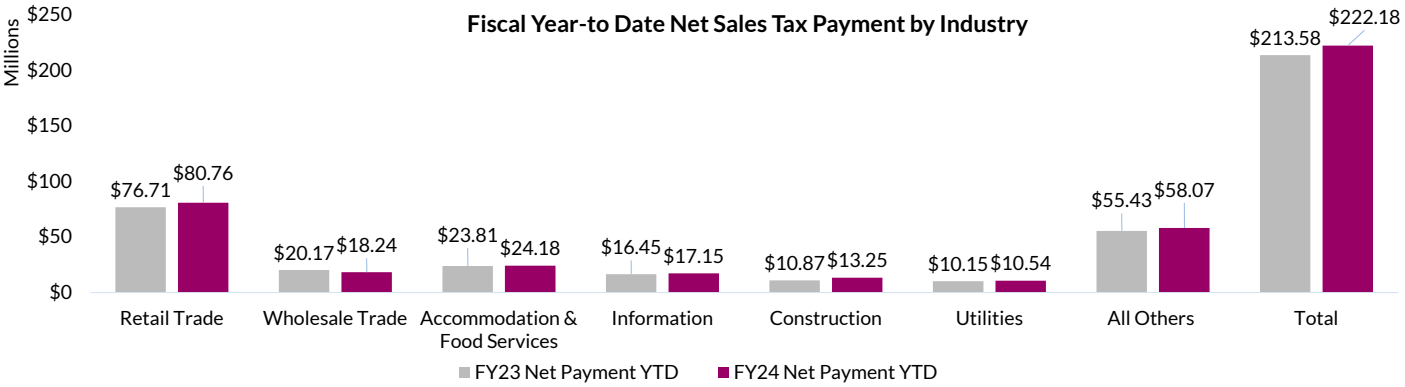 Fiscal Year-to Date Net Sales Tax Payment by Industry
Millions
$250
$200
$150
$100
$50
$0
$76.71 $80.76
$20.17 $18.24
$23.81 $24.18
$16.45 $17.15
$10.87 $13.25
$10.15 $10.54
$55.43 $58.07
$213.58 $222.18
Retail Trade
Wholesale Trade
Accommodation &
Food Services
Information
Construction
Utilities
All Others
Total
FY23 Net Payment YTD
FY24 Net Payment YTD